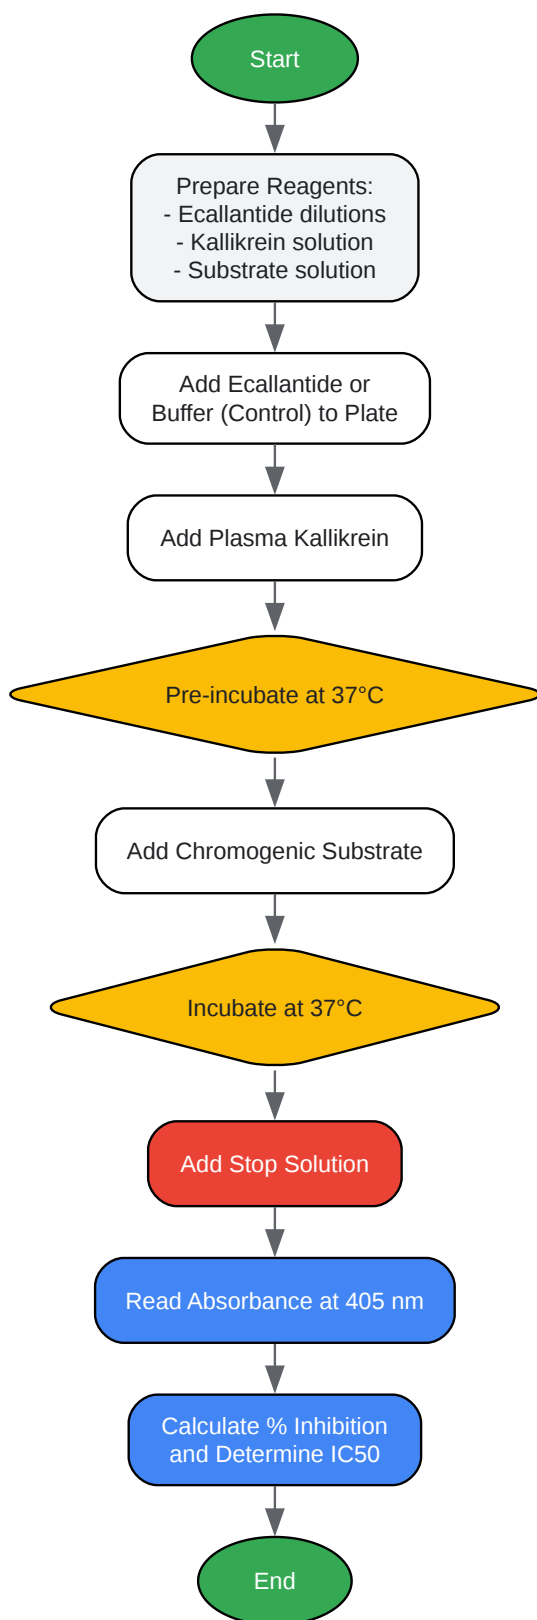 Start
Prepare Reagents:
- Ecallantide dilutions
- Kallikrein solution
- Substrate solution
Add Ecallantide or
Buffer (Control) to Plate
Add Plasma Kallikrein
Pre-incubate at 37°C
Add Chromogenic Substrate
Incubate at 37°C
Add Stop Solution
Read Absorbance at 405 nm
Calculate % Inhibition
and Determine IC50
End